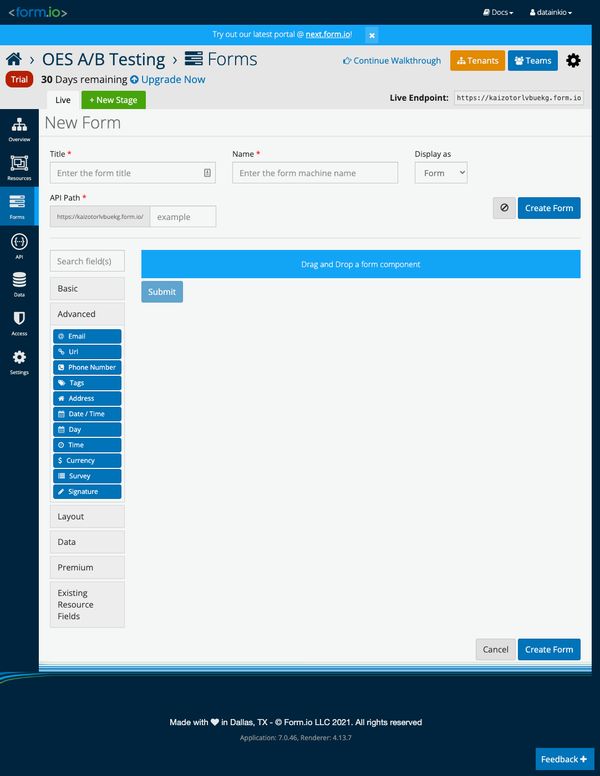 <form.io>
Docs
datainkio
Try out our latest portal @ next.form.io!
OES A/B Testing › Forms
Continue Walkthrough
Tenants
Teams
Trial
30 Days remaining Upgrade Now
Live
+ New Stage
Live Endpoint: https://kaizotorlvbuekg.form.io
Overview
Resources
Forms
API
Data
Access
Settings
New Form
Title *
Name *
Display as
Enter the form title
Enter the form machine name
Form
API Path *
https://kaizotorlvbuekg.form.io/
example
Create Form
Search field(s)
Drag and Drop a form component
Submit
Basic
Advanced
Email
Url
Phone Number
Tags
Address
Date / Time
Day
Time
Currency
Survey
Signature
Layout
Data
Premium
Existing
Resource
Fields
Cancel
Create Form
Made with ❤ in Dallas, TX - © Form.io LLC 2021. All rights reserved
Application: 7.0.46, Renderer: 4.13.7
Feedback +